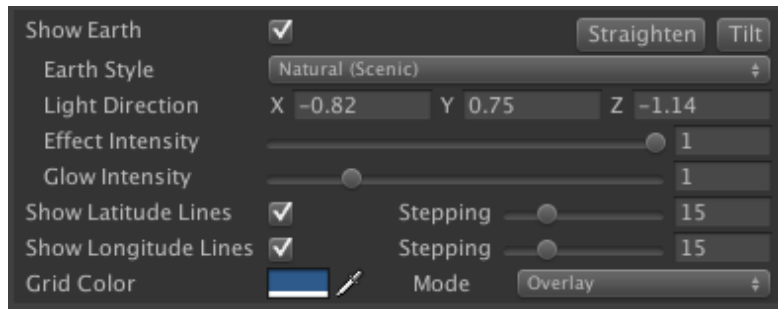 Show Earth Straighten Tilt
Earth Style Natural (Scenic)
Light Direction X -0.82 Y 0.75 Z -1.14
Effect Intensity 1
Glow Intensity 1
Show Latitude Lines Stepping 15
Show Longitude Lines Stepping 15
Grid Color Mode Overlay